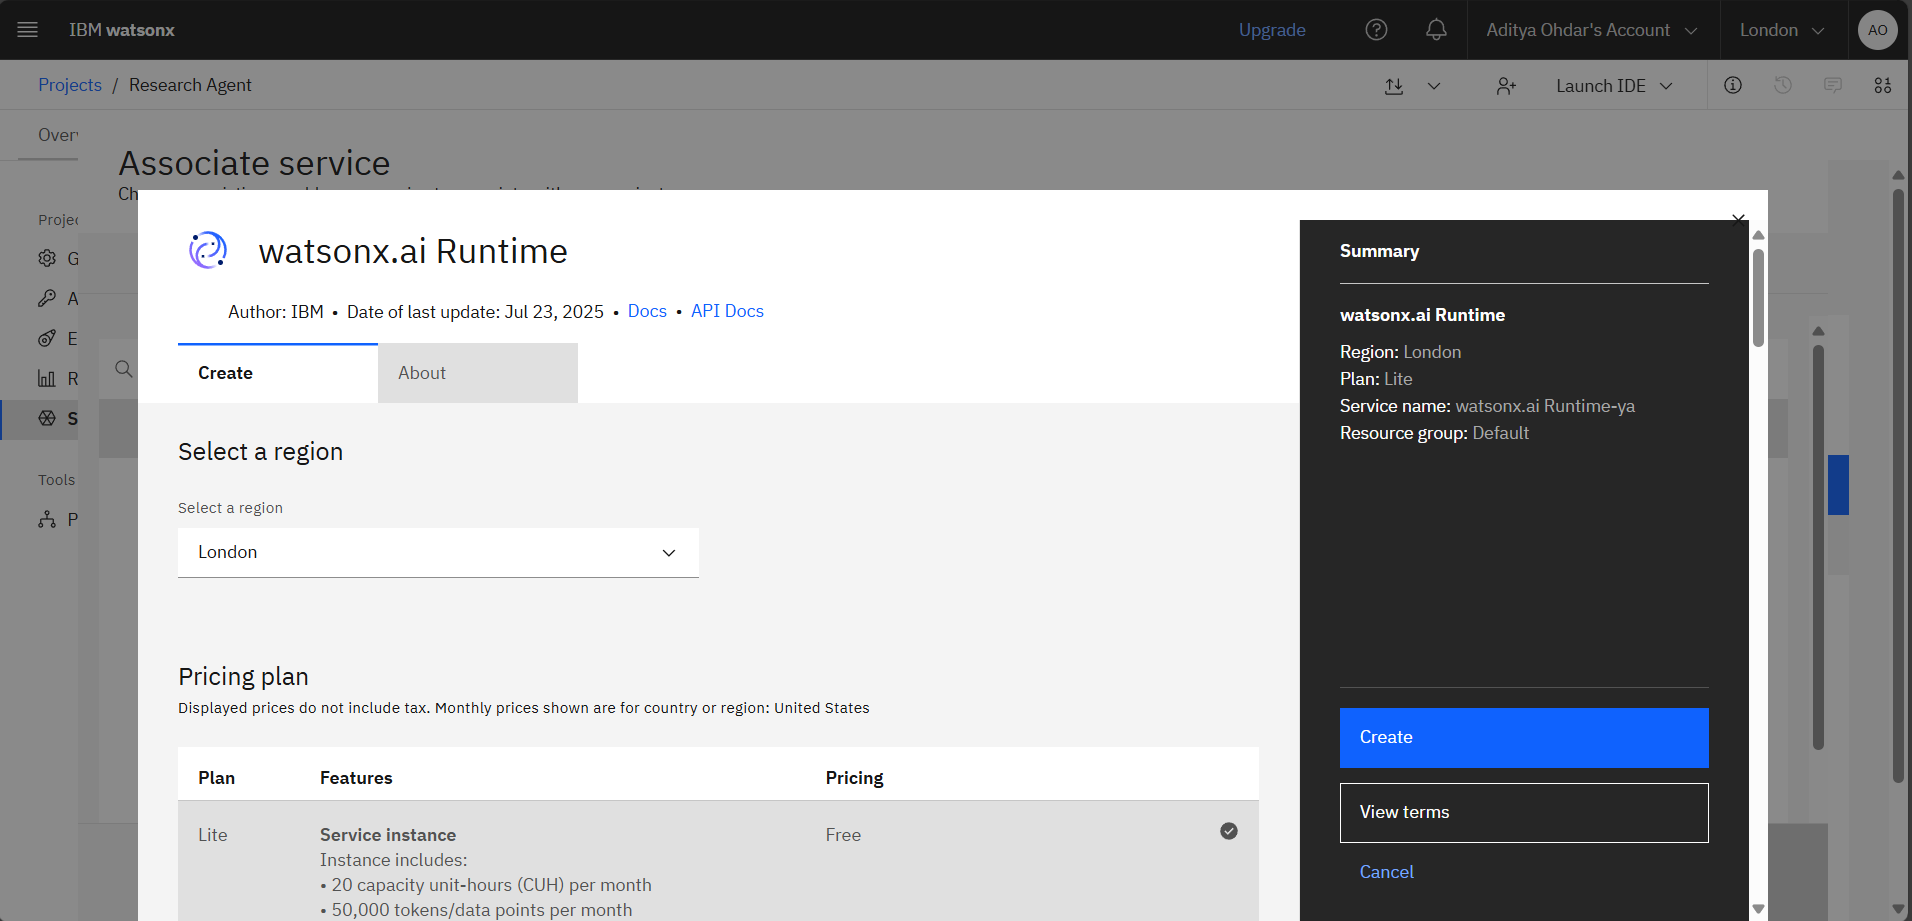 IBM watsonx
Upgrade
Aditya Ohdar's Account
London
AO
Projects / Research Agent
Launch IDE
Associate service
watsonx.ai Runtime
Author: IBM • Date of last update: Jul 23, 2025 • Docs • API Docs
Create
About
Select a region
Select a region
London
Pricing plan
Displayed prices do not include tax. Monthly prices shown are for country or region: United States
Plan Features Pricing
Lite Service instance Free
Instance includes:
• 20 capacity unit-hours (CUH) per month
• 50,000 tokens/data points per month
Summary
watsonx.ai Runtime
Region: London
Plan: Lite
Service name: watsonx.ai Runtime-ya
Resource group: Default
Create
View terms
Cancel
Tools